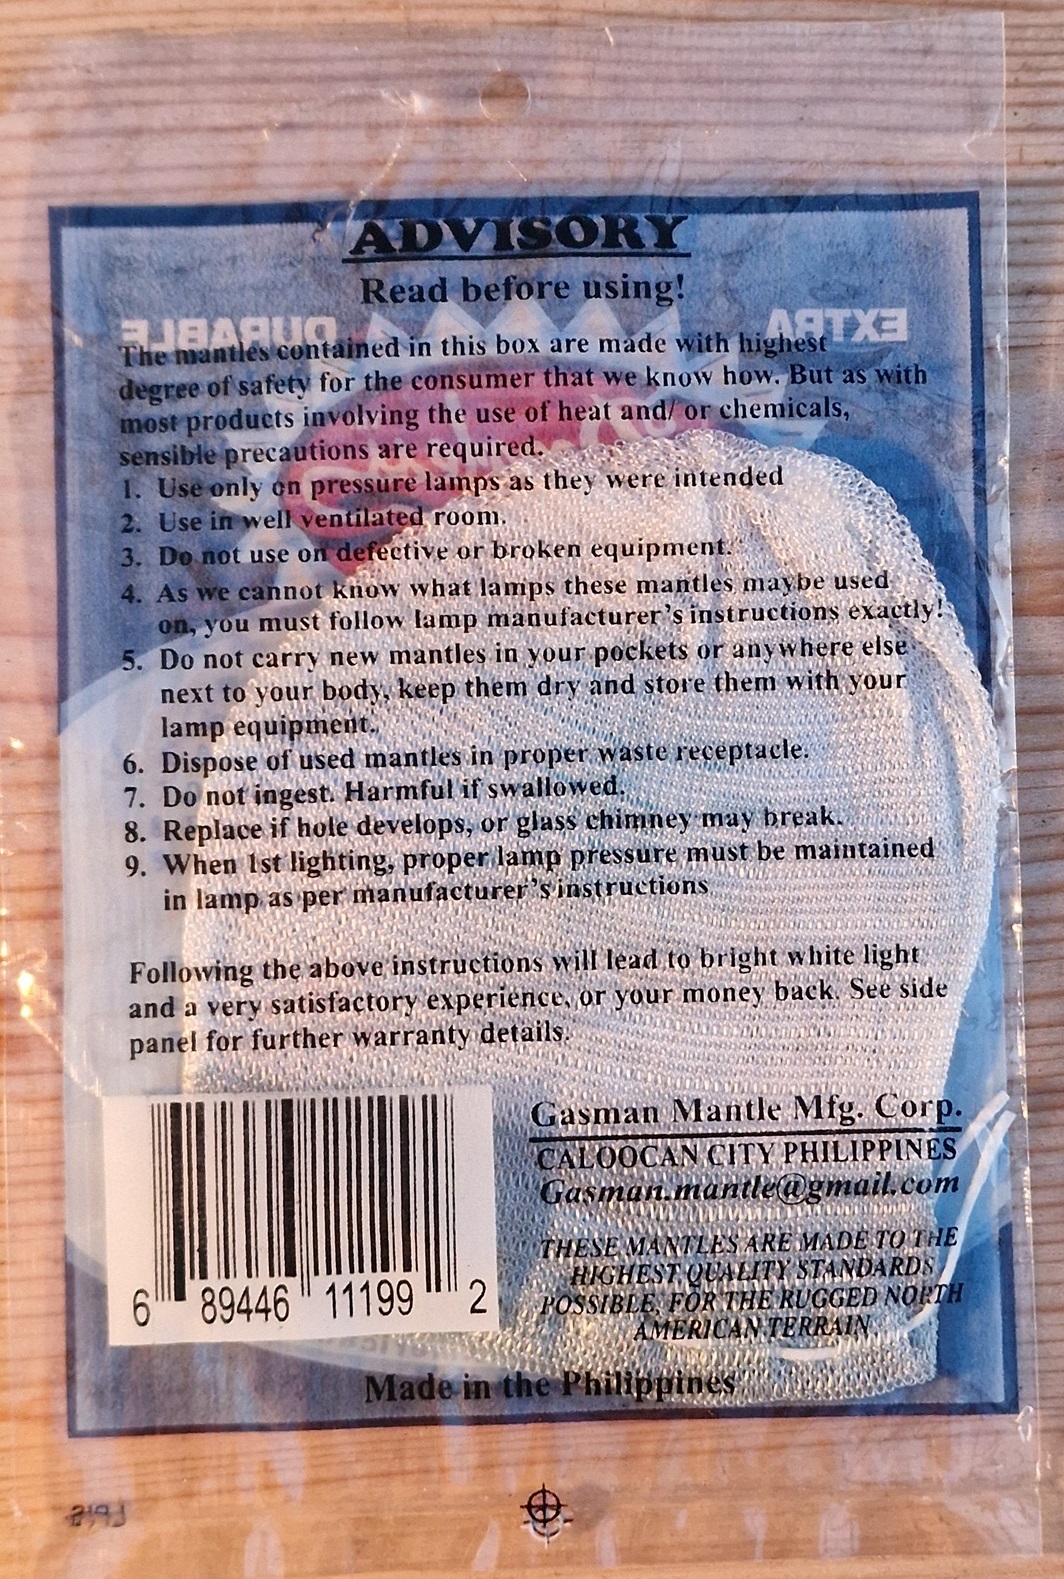 ADVISORY
Read before using!
EXTRA DURABLE
The mantles contained in this box are made with highest
degree of safety for the consumer that we know how. But as with
most products involving the use of heat and/ or chemicals,
sensible precautions are required.
1. Use only on pressure lamps as they were intended
2. Use in well ventilated room.
3. Do not use on defective or broken equipment.
4. As we cannot know what lamps these mantles maybe used
on, you must follow lamp manufacturer's instructions exactly!
5. Do not carry new mantles in your pockets or anywhere else
next to your body, keep them dry and store them with your
lamp equipment.
6. Dispose of used mantles in proper waste receptacle.
7. Do not ingest. Harmful if swallowed.
8. Replace if hole develops, or glass chimney may break.
9. When 1st lighting, proper lamp pressure must be maintained
in lamp as per manufacturer's instructions
Following the above instructions will lead to bright white light
and a very satisfactory experience, or your money back. See side
panel for further warranty details.
6 89446 11199 2
Gasman Mantle Mfg. Corp.
CALOOCAN CITY PHILIPPINES
Gasman.mantle@gmail.com
THESE MANTLES ARE MADE TO THE
HIGHEST QUALITY STANDARDS
POSSIBLE, FOR THE RUGGED NORTH
AMERICAN TERRAIN
Made in the Philippines